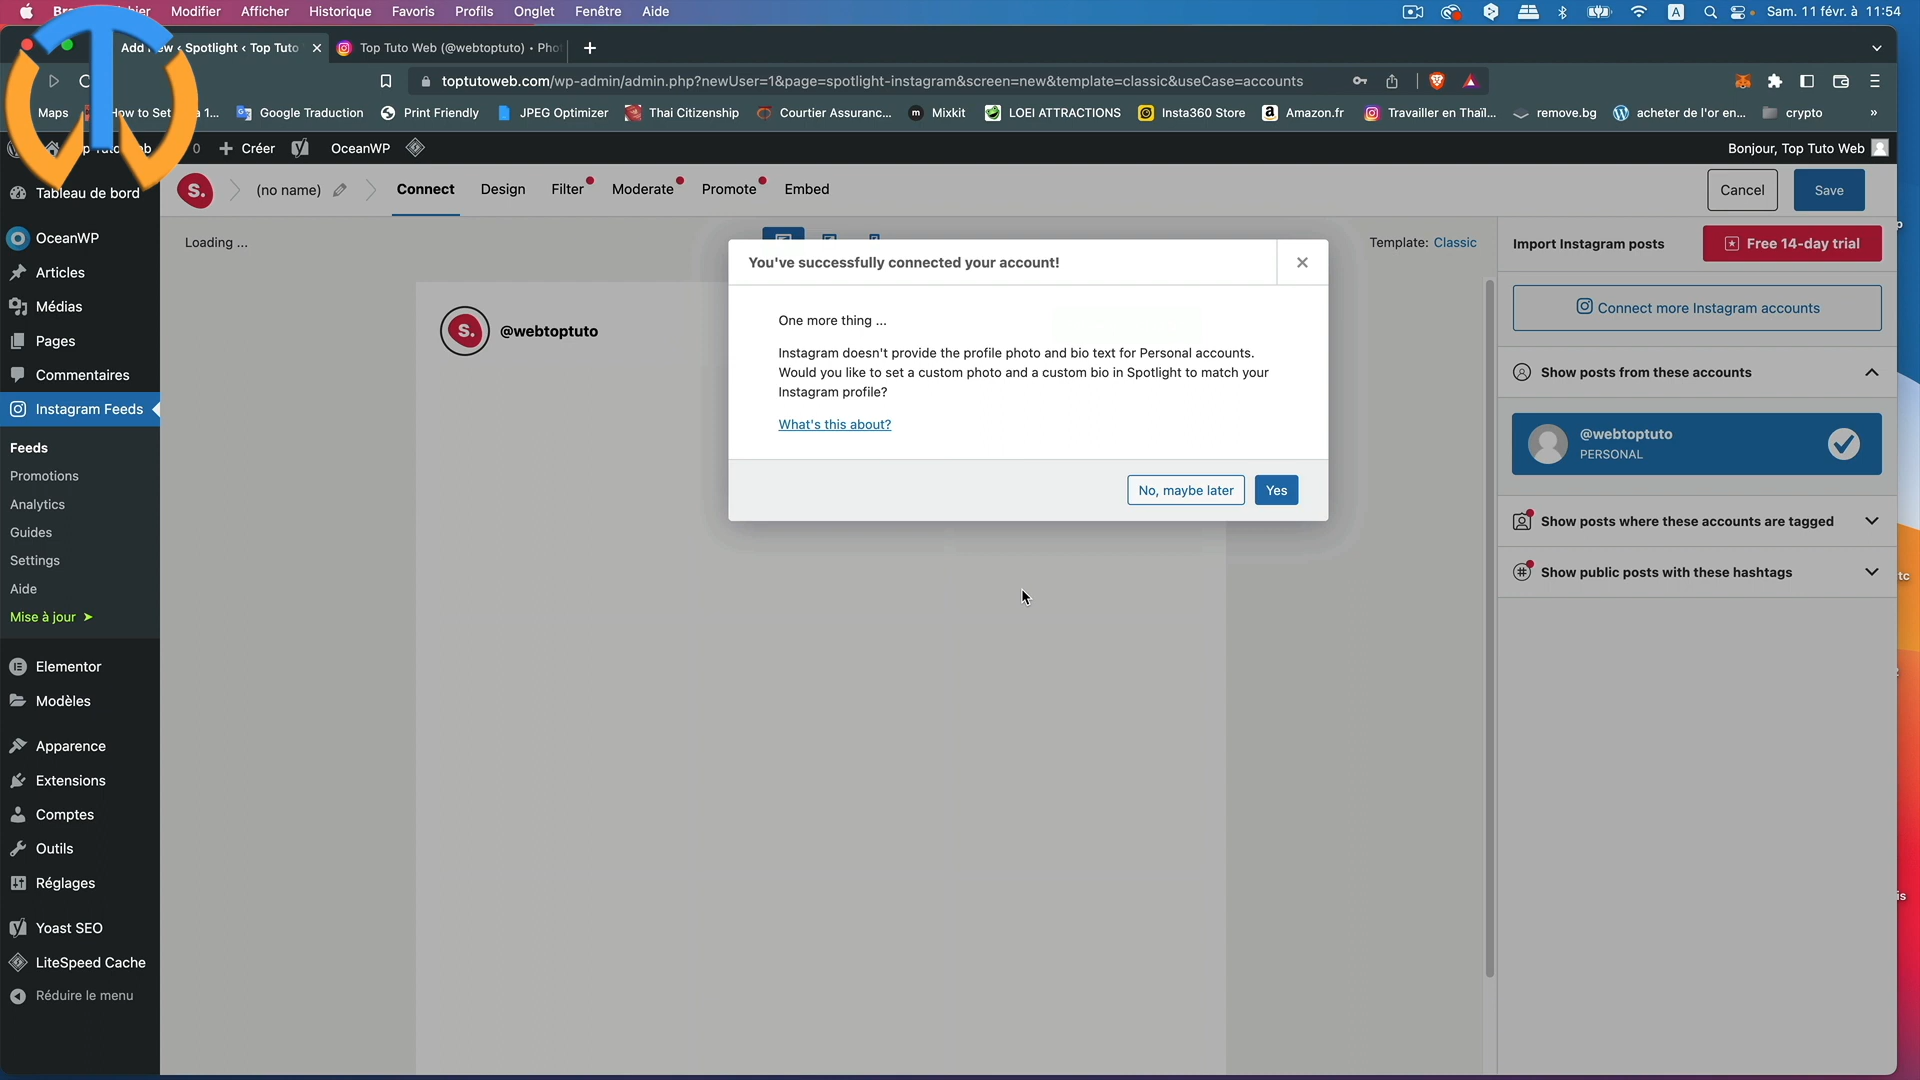 Modifier Afficher Historique Favoris Profils Onglet Fenêtre Aide
A Sam. 11 févr. à 11:54
Spotlight ‹ Top Tuto
Top Tuto Web (@webtoptuto) • Pho
toptutoweb.com/wp-admin/admin.php?newUser=1&page=spotlight-instagram&screen=new&template=classic&useCase=accounts
Maps
How to Set
Google Traduction
Print Friendly
JPEG Optimizer
Thai Citizenship
Courtier Assuranc...
Mixkit
LOEI ATTRACTIONS
Insta360 Store
Amazon.fr
Travailler en Thaïl...
remove.bg
acheter de l'or en...
crypto
»
0
+ Créer
OceanWP
Bonjour, Top Tuto Web
Tableau de bord
OceanWP
Articles
Médias
Pages
Commentaires
Instagram Feeds
Feeds
Promotions
Analytics
Guides
Settings
Aide
Mise à jour ➤
Elementor
Modèles
Apparence
Extensions
Comptes
Outils
Réglages
Yoast SEO
LiteSpeed Cache
Réduire le menu
S.
(no name)
Connect
Design
Filter
Moderate
Promote
Embed
Cancel
Save
Loading ...
Template: Classic
S.
@webtoptuto
You've successfully connected your account!
One more thing ...
Instagram doesn't provide the profile photo and bio text for Personal accounts.
Would you like to set a custom photo and a custom bio in Spotlight to match your
Instagram profile?
What's this about?
No, maybe later
Yes
Import Instagram posts
Free 14-day trial
Connect more Instagram accounts
Show posts from these accounts
@webtoptuto
PERSONAL
Show posts where these accounts are tagged
Show public posts with these hashtags